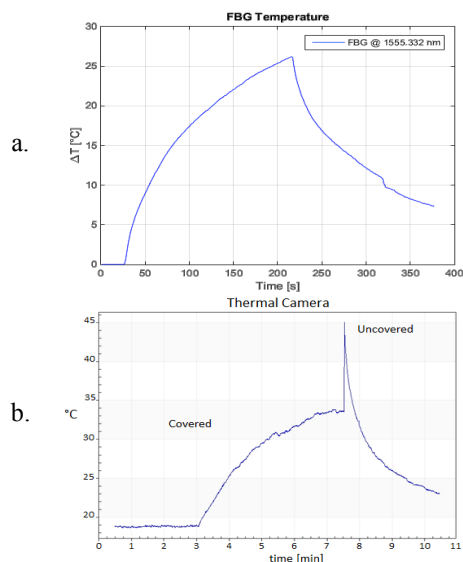 FBG Temperature
30
25
20
15
10
5
0
ΔT [°C]
FBG @ 1555.332 nm
a.
0 50 100 150 200 250 300 350 400
Time [s]
Thermal Camera
45
40
35
30
25
20
°C
b.
Covered
Uncovered
0 1 2 3 4 5 6 7 8 9 10 11
time [min]